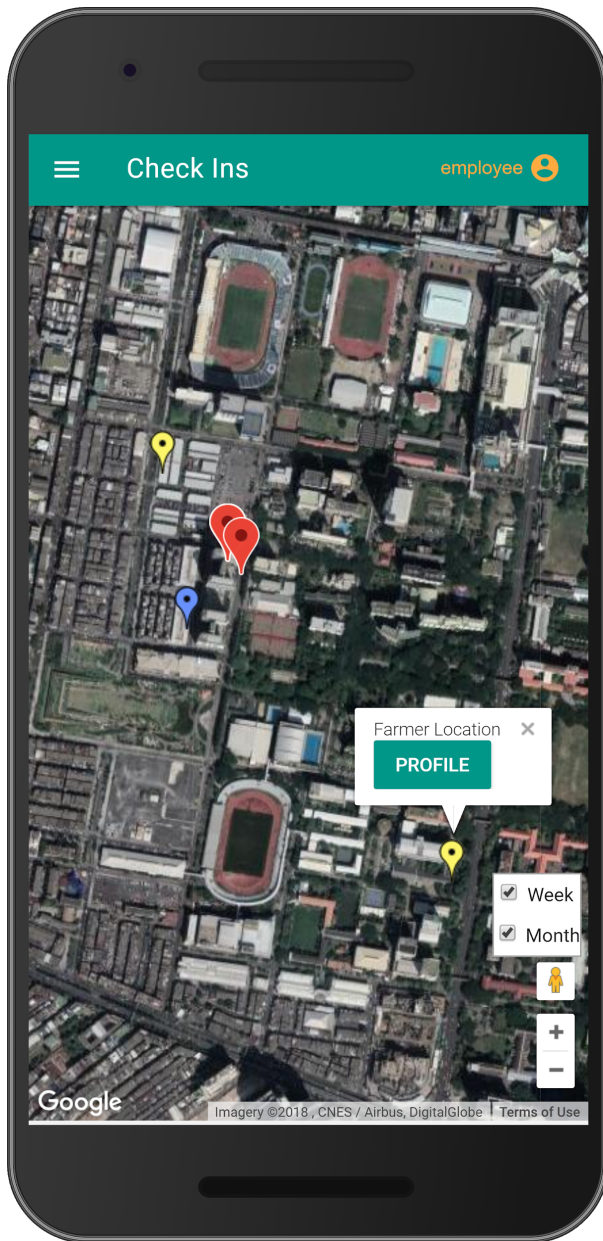 Check Ins
employee
Farmer Location
PROFILE
Week
Month
Google
Imagery ©2018 , CNES / Airbus, DigitalGlobe
Terms of Use